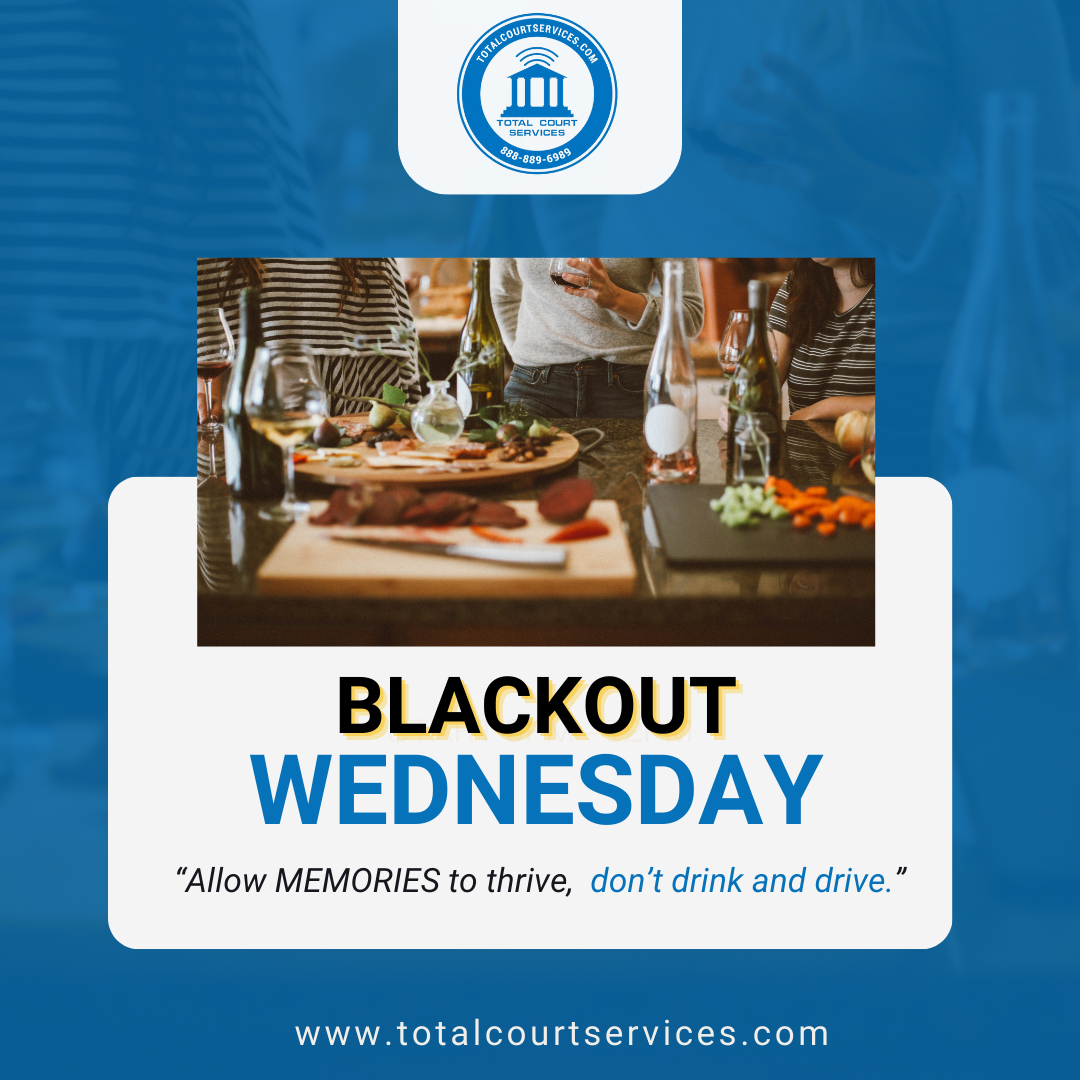 TOTALCOURTSERVICES.COM
TOTAL COURT
SERVICES
888-889-6989
BLACKOUT
WEDNESDAY
“Allow MEMORIES to thrive, don’t drink and drive.”
www.totalcourtservices.com